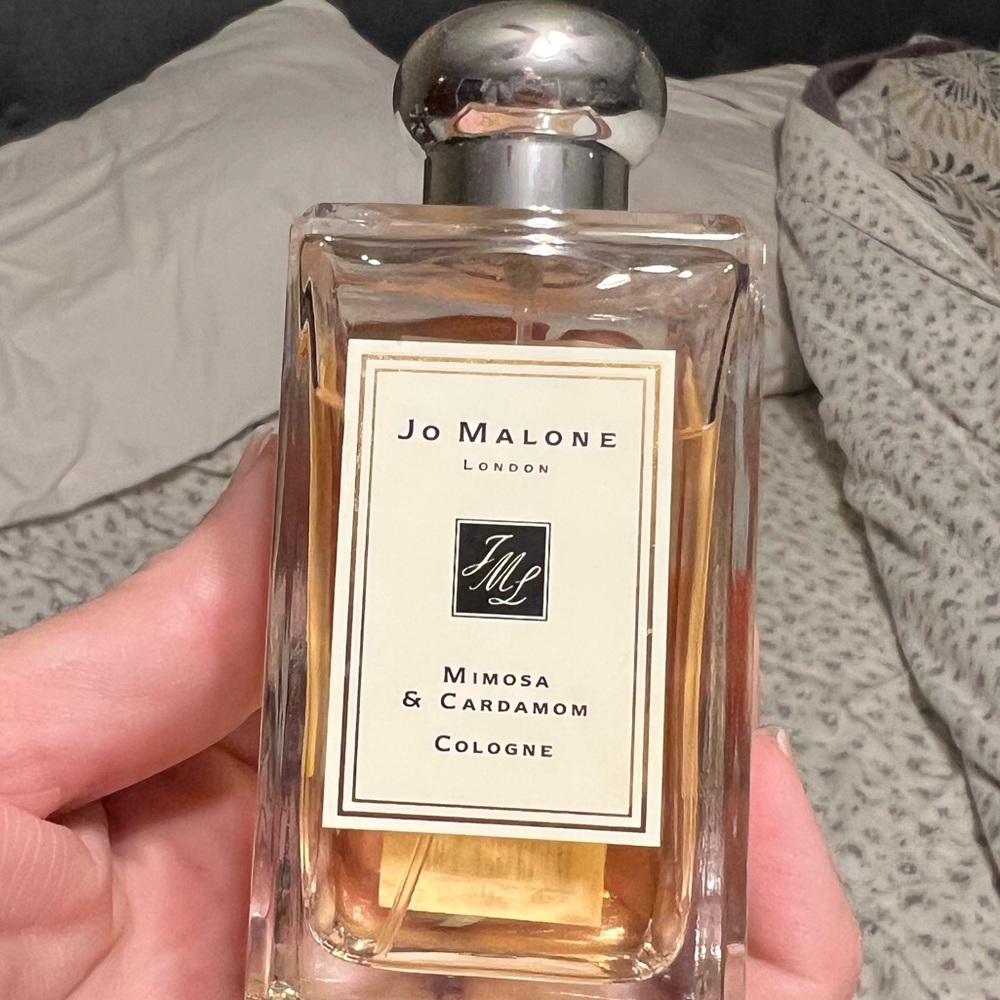 Jo Malone
London
JML
Mimosa
& Cardamom
Cologne